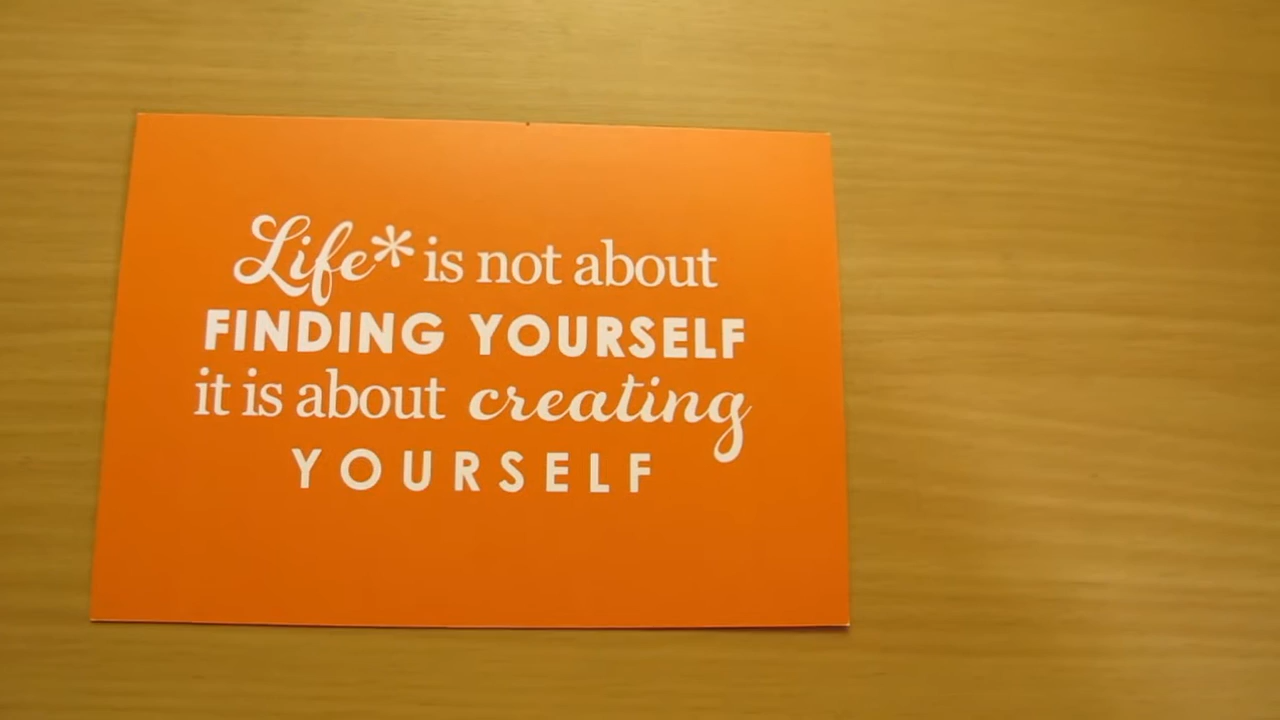 Life* is not about
FINDING YOURSELF
it is about creating
YOURSELF